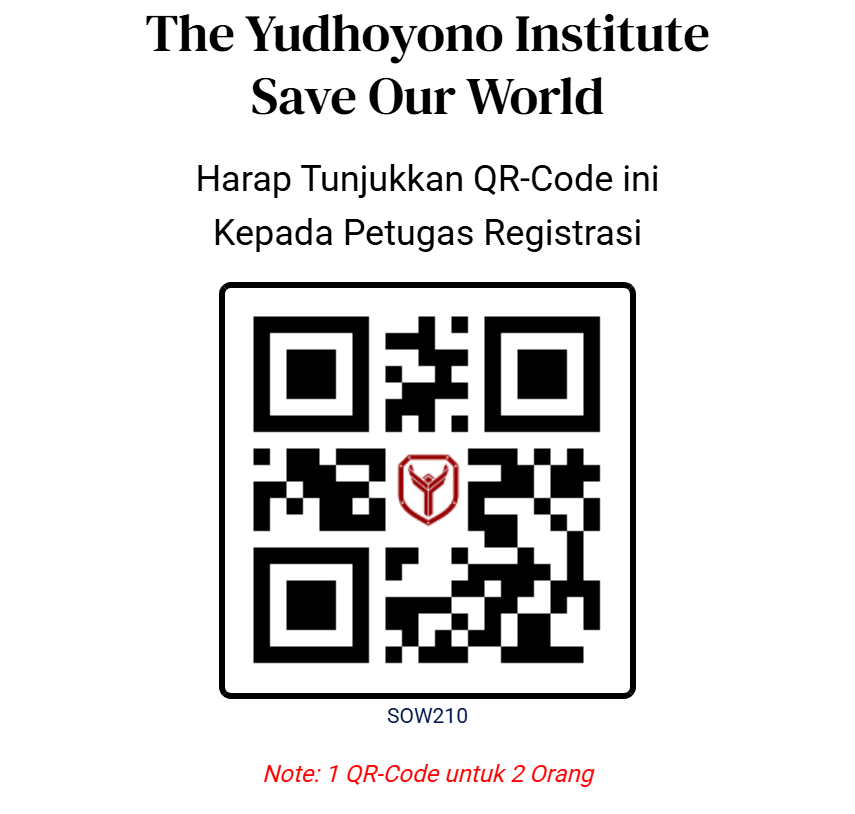 The Yudhoyono Institute
Save Our World
Harap Tunjukkan QR-Code ini
Kepada Petugas Registrasi
SOW210
Note: 1 QR-Code untuk 2 Orang